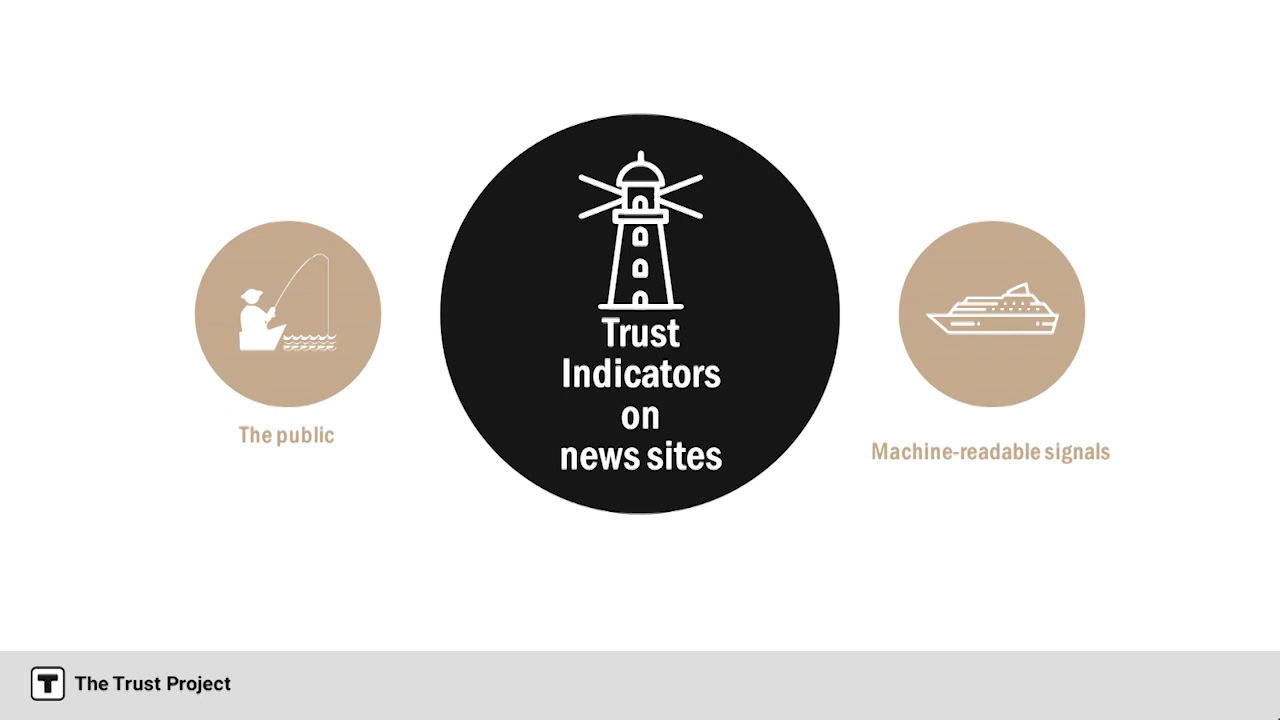 Trust
Indicators
on
news sites
The public
Machine-readable signals
The Trust Project